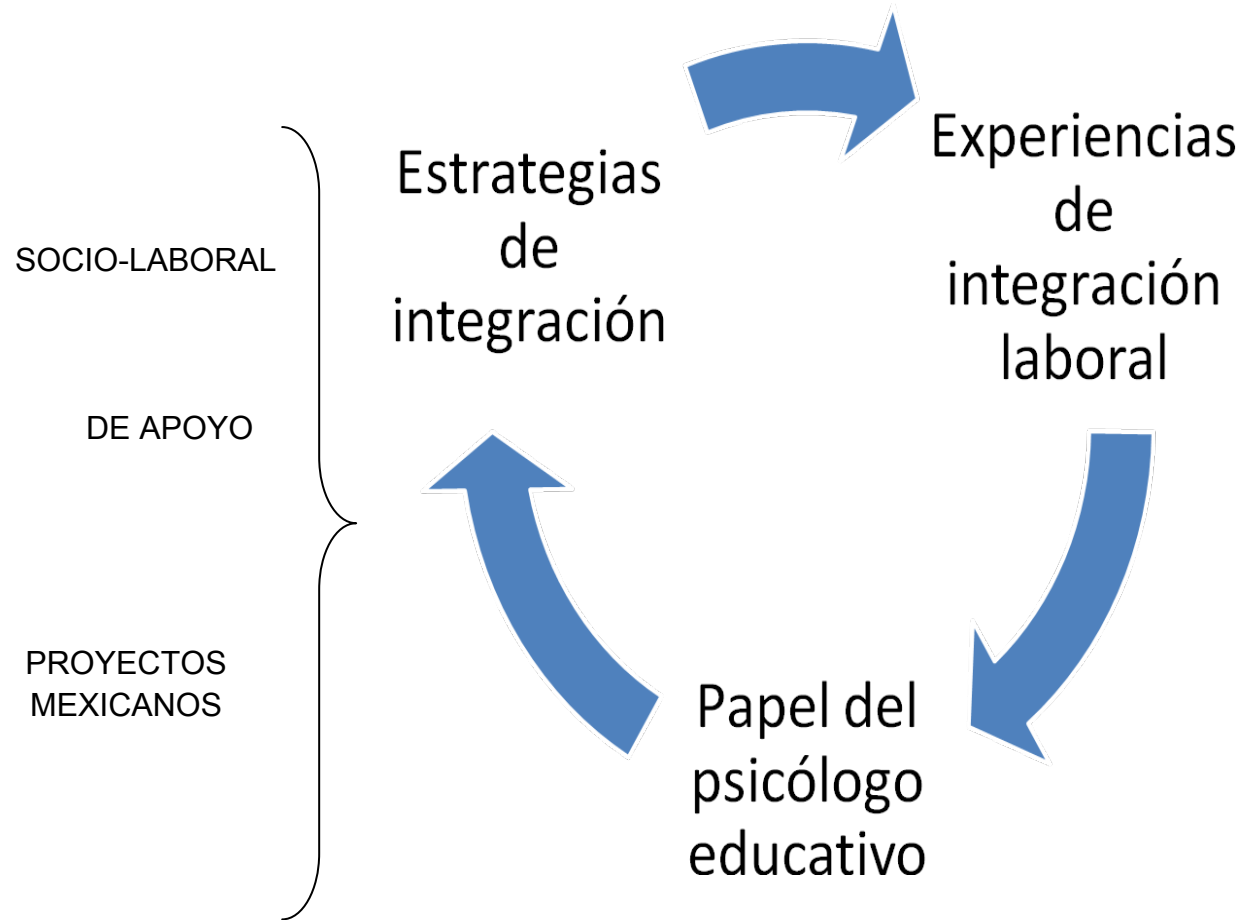 SOCIO-LABORAL
DE APOYO
PROYECTOS
MEXICANOS
Estrategias
de
integración
Experiencias
de
integración
laboral
Papel del
psicólogo
educativo